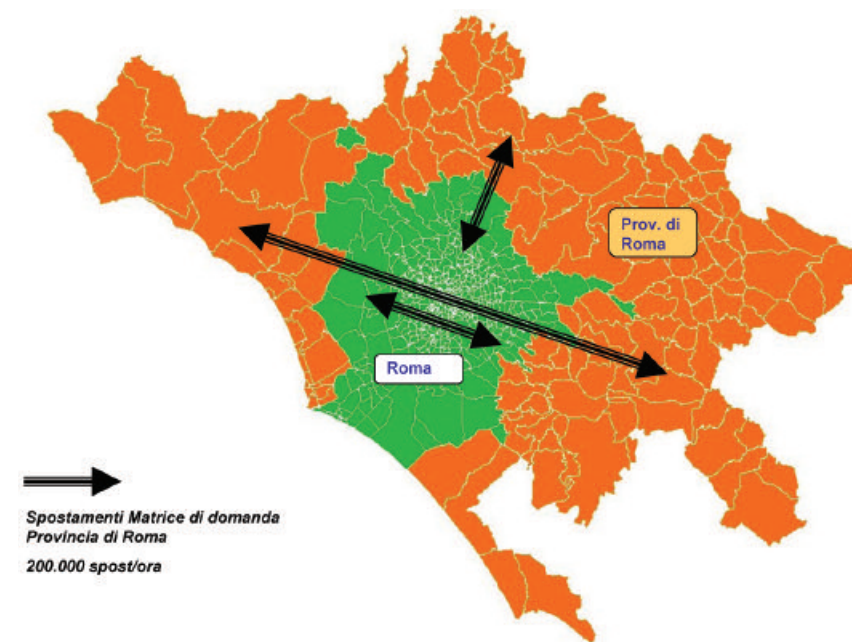 Prov. di
Roma
Roma
Spostamenti Matrice di domanda
Provincia di Roma
200.000 spost/ora